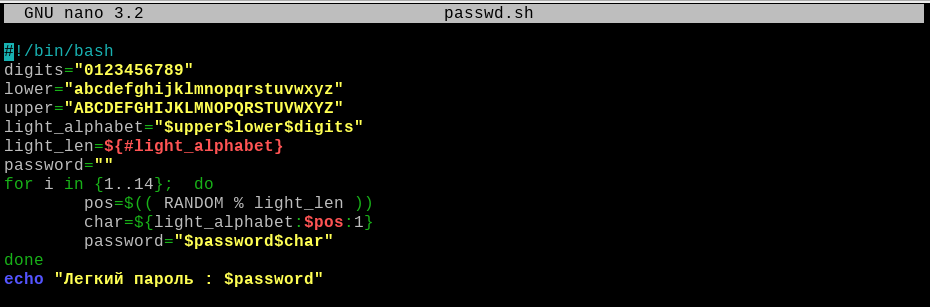 GNU nano 3.2 passwd.sh
#!/bin/bash
digits="0123456789"
lower="abcdefghijklmnopqrstuvwxyz"
upper="ABCDEFGHIJKLMNOPQRSTUVWXYZ"
light_alphabet="$upper$lower$digits"
light_len=${#light_alphabet}
password=""
for i in {1..14};  do
        pos=$(( RANDOM % light_len ))
        char=${light_alphabet:$pos:1}
        password="$password$char"
done
echo "Легкий пароль : $password"